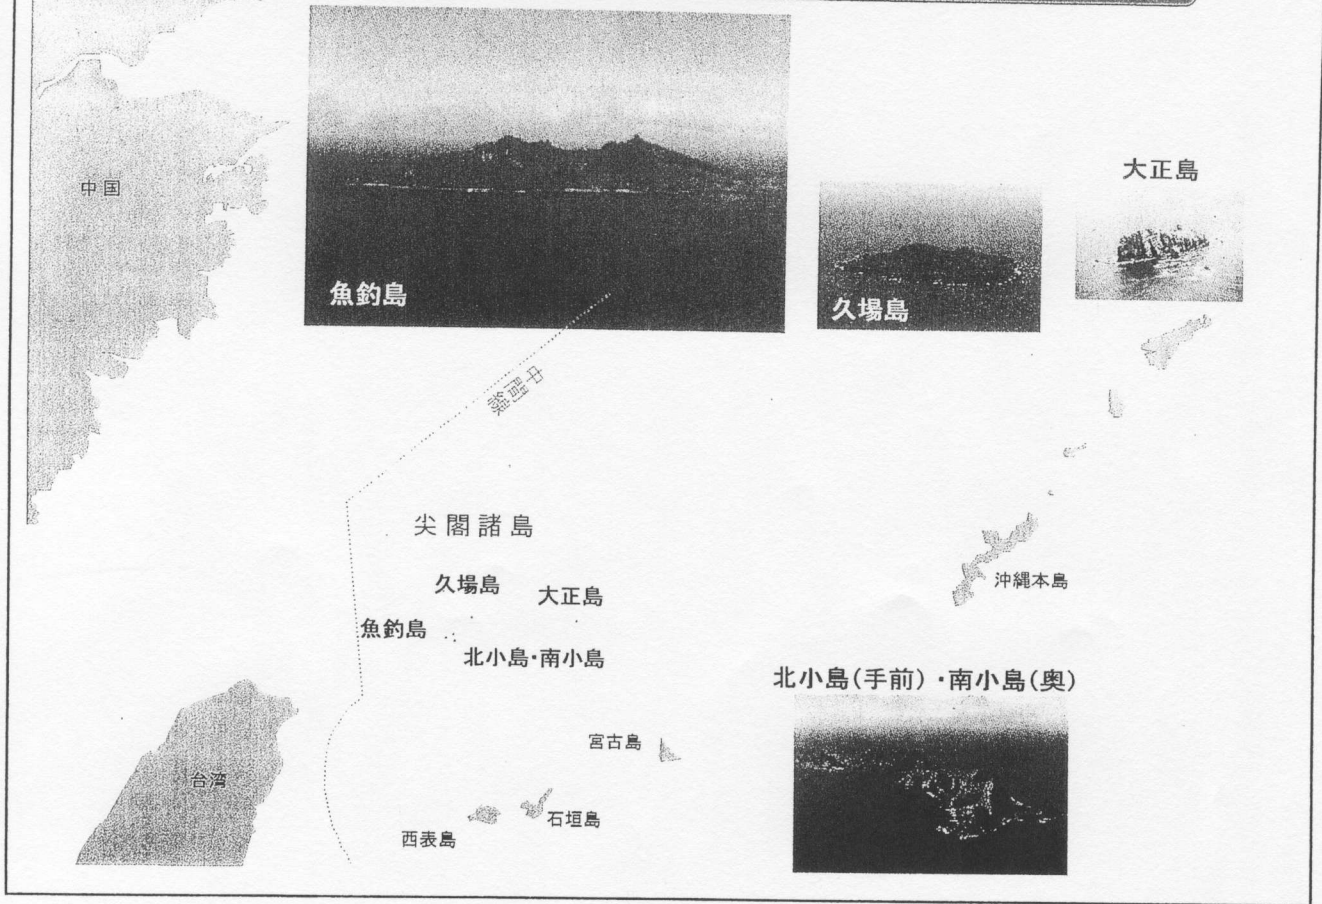 中国
魚釣島
久場島
大正島
中間線
尖閣諸島
久場島
大正島
魚釣島
北小島・南小島
沖縄本島
北小島(手前)・南小島(奥)
宮古島
台湾
石垣島
西表島